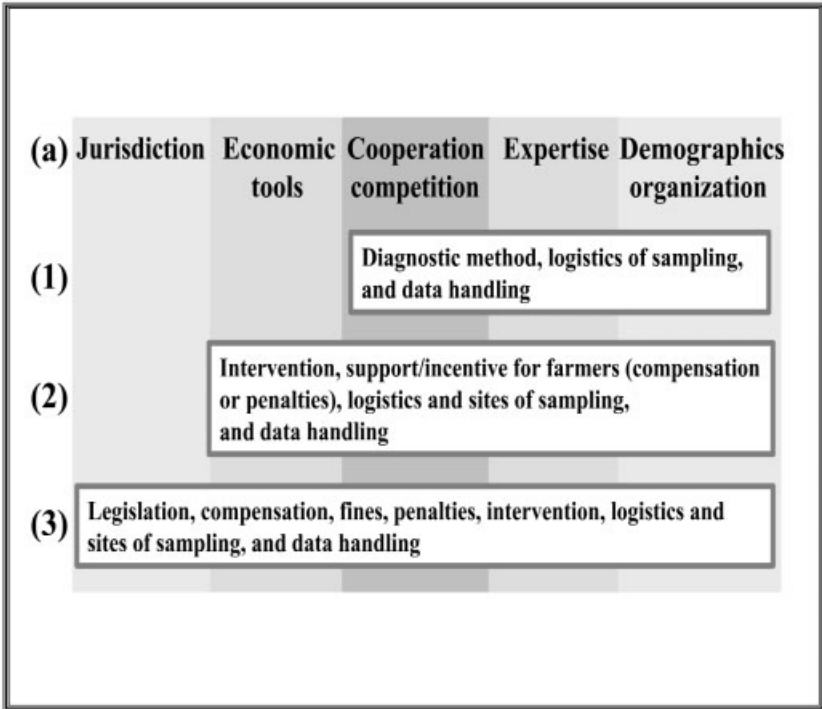 (a) Jurisdiction Economic Cooperation Expertise Demographics
tools competition organization
(1)
Diagnostic method, logistics of sampling,
and data handling
(2)
Intervention, support/incentive for farmers (compensation
or penalties), logistics and sites of sampling,
and data handling
(3)
Legislation, compensation, fines, penalties, intervention, logistics and
sites of sampling, and data handling